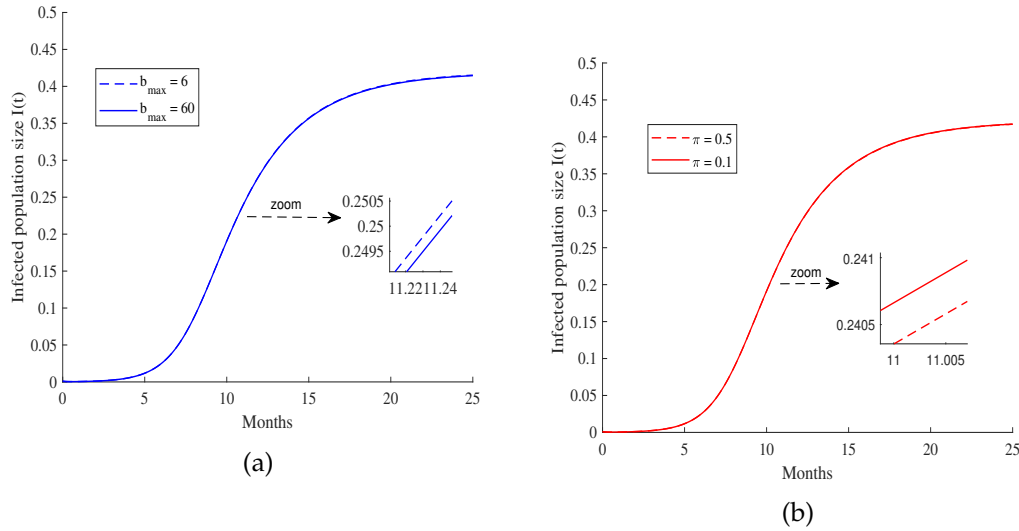 0.5
0.45
0.4
0.35
0.3
0.25
0.2
0.15
0.1
0.05
0
Infected population size I(t)
b_max = 6
b_max = 60
zoom
0.2505
0.25
0.2495
11.22 11.24
0 5 10 15 20 25
Months
(a)
0.5
0.45
0.4
0.35
0.3
0.25
0.2
0.15
0.1
0.05
0
Infected population size I(t)
π = 0.5
π = 0.1
zoom
0.241
0.2405
11 11.005
0 5 10 15 20 25
Months
(b)